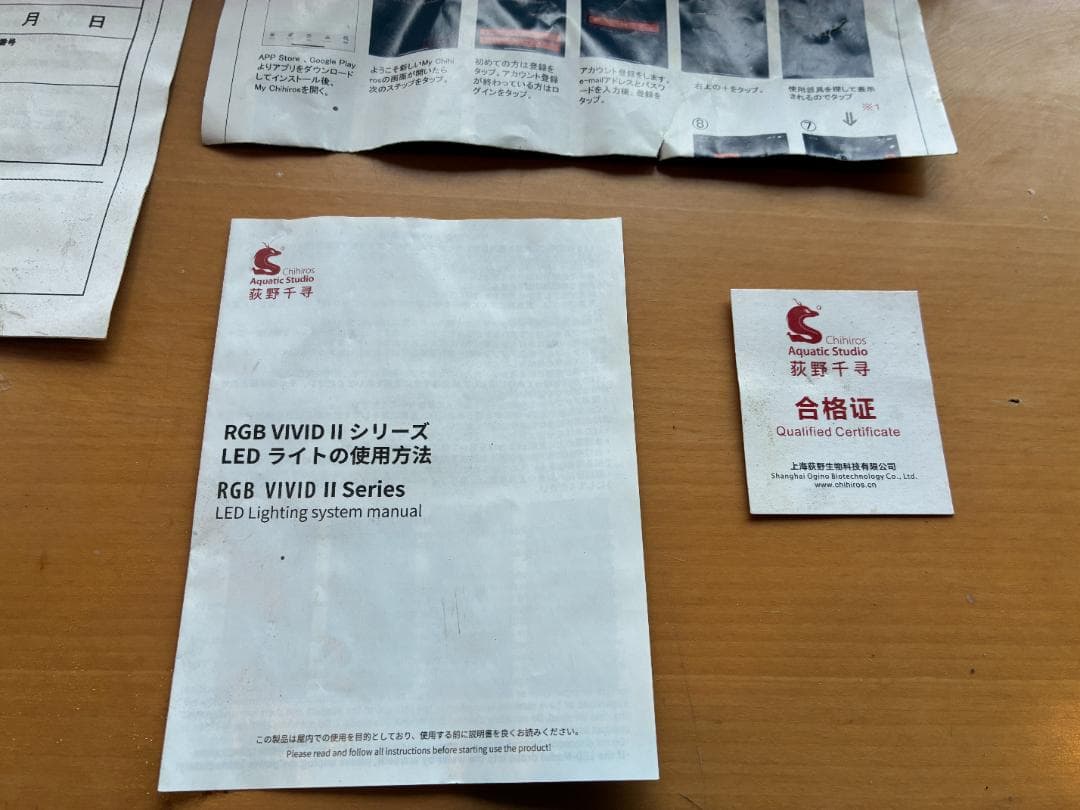 月 日
番号
APP Store 、Google Play
よりアプリをダウンロード
してインストール後、
My Chihirosを開く。
ようこそ新しいMy Chihi
rosの画面が開いたら
次のステップをタップ。
初めての方は登録を
タップ。アカウント登録
が終わっている方はロ
グインをタップ。
アカウント登録をします。
e-mailアドレスとパスワ
ードを入力後、登録を
タップ。
右上の+をタップ。
使用器具を探して表示
されるのでタップ
※1
⑧
⑦
Chihiros
Aquatic Studio
荻野千寻
RGB VIVID II シリーズ
LED ライトの使用方法
RGB VIVID II Series
LED Lighting system manual
この製品は屋内での使用を目的としており、使用する前に説明書を良くお読みください。
Please read and follow all instructions before starting use the product!
Chihiros
Aquatic Studio
荻野千寻
合格证
Qualified Certificate
上海荻野生物科技有限公司
Shanghai Ogino Biotechnology Co., Ltd.
www.chihiros.cn